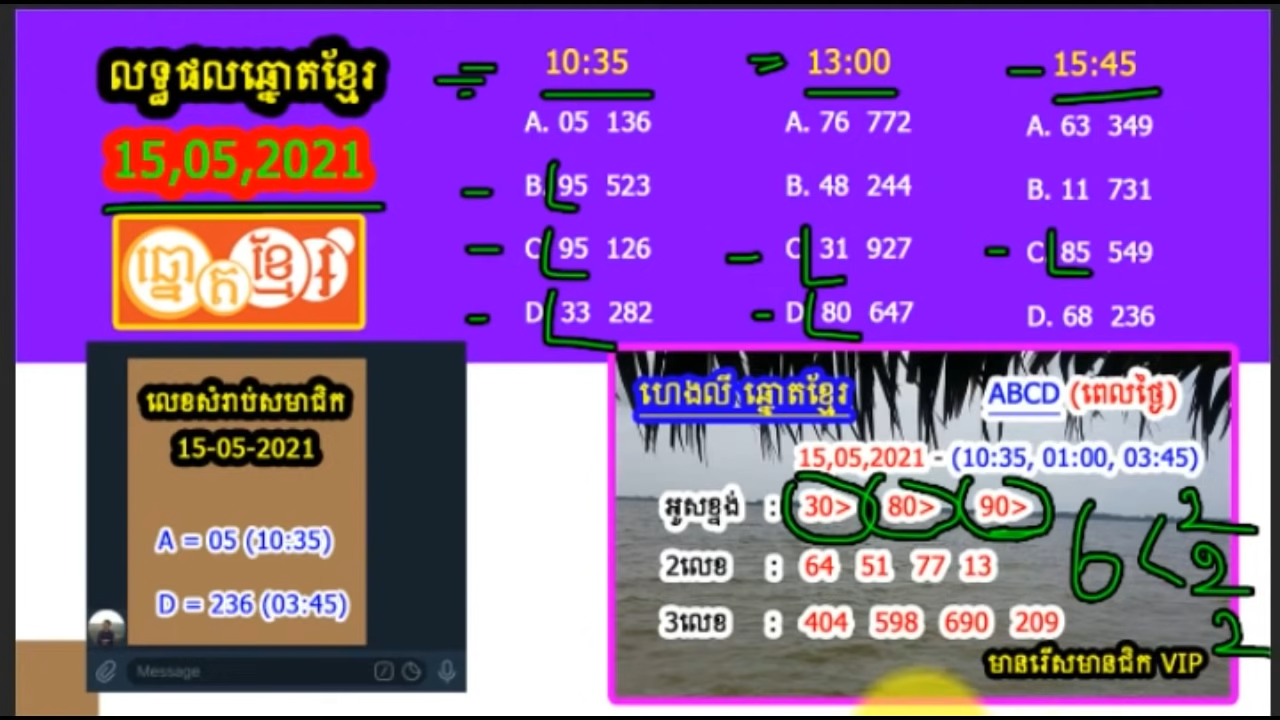 លទ្ធផលឆ្នោតខ្មែរ
15,05,2021
ឆ្នោតខ្មែរ
10:35
A. 05 136
B. 95 523
C 95 126
D 33 282
13:00
A. 76 772
B. 48 244
C 31 927
D 80 647
15:45
A. 63 349
B. 11 731
C 85 549
D. 68 236
លេខសំរាប់សមាជិក
15-05-2021
A = 05 (10:35)
D = 236 (03:45)
Message
ហេងលី ឆ្នោតខ្មែរ ABCD (ពេលថ្ងៃ)
15,05,2021 - (10:35, 01:00, 03:45)
អូសខ្នង់ : 30> 80> 90>
2លេខ : 64 51 77 13
3លេខ : 404 598 690 209
6 < 2
2
2
មានរើសមានជិក VIP